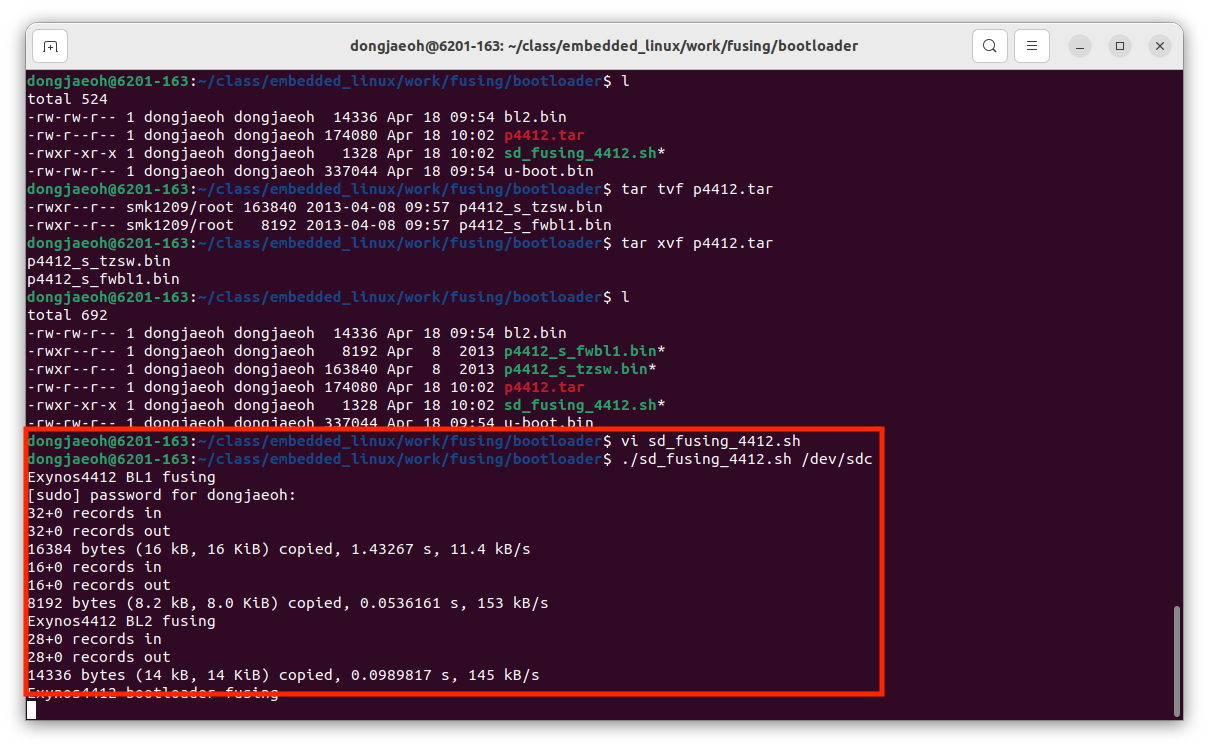 dongjaeoh@6201-163: ~/class/embedded_linux/work/fusing/bootloader
dongjaeoh@6201-163:~/class/embedded_linux/work/fusing/bootloader$ l
total 524
-rw-rw-r-- 1 dongjaeoh dongjaeoh  14336 Apr 18 09:54 bl2.bin
-rw-r--r-- 1 dongjaeoh dongjaeoh 174080 Apr 18 10:02 p4412.tar
-rwxr-xr-x 1 dongjaeoh dongjaeoh   1328 Apr 18 10:02 sd_fusing_4412.sh*
-rw-rw-r-- 1 dongjaeoh dongjaeoh 337044 Apr 18 09:54 u-boot.bin
dongjaeoh@6201-163:~/class/embedded_linux/work/fusing/bootloader$ tar tvf p4412.tar
-rwxr--r-- smk1209/root 163840 2013-04-08 09:57 p4412_s_tzsw.bin
-rwxr--r-- smk1209/root   8192 2013-04-08 09:57 p4412_s_fwbl1.bin
dongjaeoh@6201-163:~/class/embedded_linux/work/fusing/bootloader$ tar xvf p4412.tar
p4412_s_tzsw.bin
p4412_s_fwbl1.bin
dongjaeoh@6201-163:~/class/embedded_linux/work/fusing/bootloader$ l
total 692
-rw-rw-r-- 1 dongjaeoh dongjaeoh  14336 Apr 18 09:54 bl2.bin
-rwxr--r-- 1 dongjaeoh dongjaeoh   8192 Apr  8  2013 p4412_s_fwbl1.bin*
-rwxr--r-- 1 dongjaeoh dongjaeoh 163840 Apr  8  2013 p4412_s_tzsw.bin*
-rw-r--r-- 1 dongjaeoh dongjaeoh 174080 Apr 18 10:02 p4412.tar
-rwxr-xr-x 1 dongjaeoh dongjaeoh   1328 Apr 18 10:02 sd_fusing_4412.sh*
-rw-rw-r-- 1 dongjaeoh dongjaeoh 337044 Apr 18 09:54 u-boot.bin
dongjaeoh@6201-163:~/class/embedded_linux/work/fusing/bootloader$ vi sd_fusing_4412.sh
dongjaeoh@6201-163:~/class/embedded_linux/work/fusing/bootloader$ ./sd_fusing_4412.sh /dev/sdc
Exynos4412 BL1 fusing
[sudo] password for dongjaeoh:
32+0 records in
32+0 records out
16384 bytes (16 kB, 16 KiB) copied, 1.43267 s, 11.4 kB/s
16+0 records in
16+0 records out
8192 bytes (8.2 kB, 8.0 KiB) copied, 0.0536161 s, 153 kB/s
Exynos4412 BL2 fusing
28+0 records in
28+0 records out
14336 bytes (14 kB, 14 KiB) copied, 0.0989817 s, 145 kB/s
Exynos4412 bootloader fusing